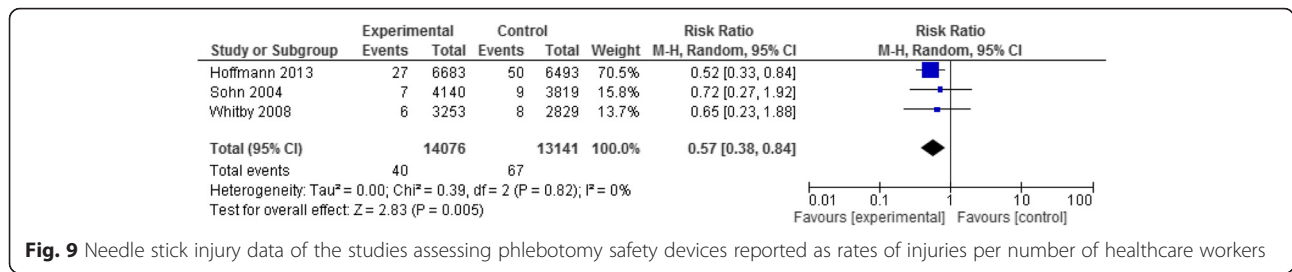 Experimental Control Risk Ratio Risk Ratio
Study or Subgroup Events Total Events Total Weight M-H, Random, 95% CI M-H, Random, 95% CI
Hoffmann 2013 27 6683 50 6493 70.5% 0.52 [0.33, 0.84]
Sohn 2004 7 4140 9 3819 15.8% 0.72 [0.27, 1.92]
Whitby 2008 6 3253 8 2829 13.7% 0.65 [0.23, 1.88]
Total (95% CI) 14076 13141 100.0% 0.57 [0.38, 0.84]
Total events 40 67
Heterogeneity: Tau² = 0.00; Chi² = 0.39, df = 2 (P = 0.82); I² = 0%
Test for overall effect: Z = 2.83 (P = 0.005)
0.01 0.1 1 10 100
Favours [experimental] Favours [control]
Fig. 9 Needle stick injury data of the studies assessing phlebotomy safety devices reported as rates of injuries per number of healthcare workers